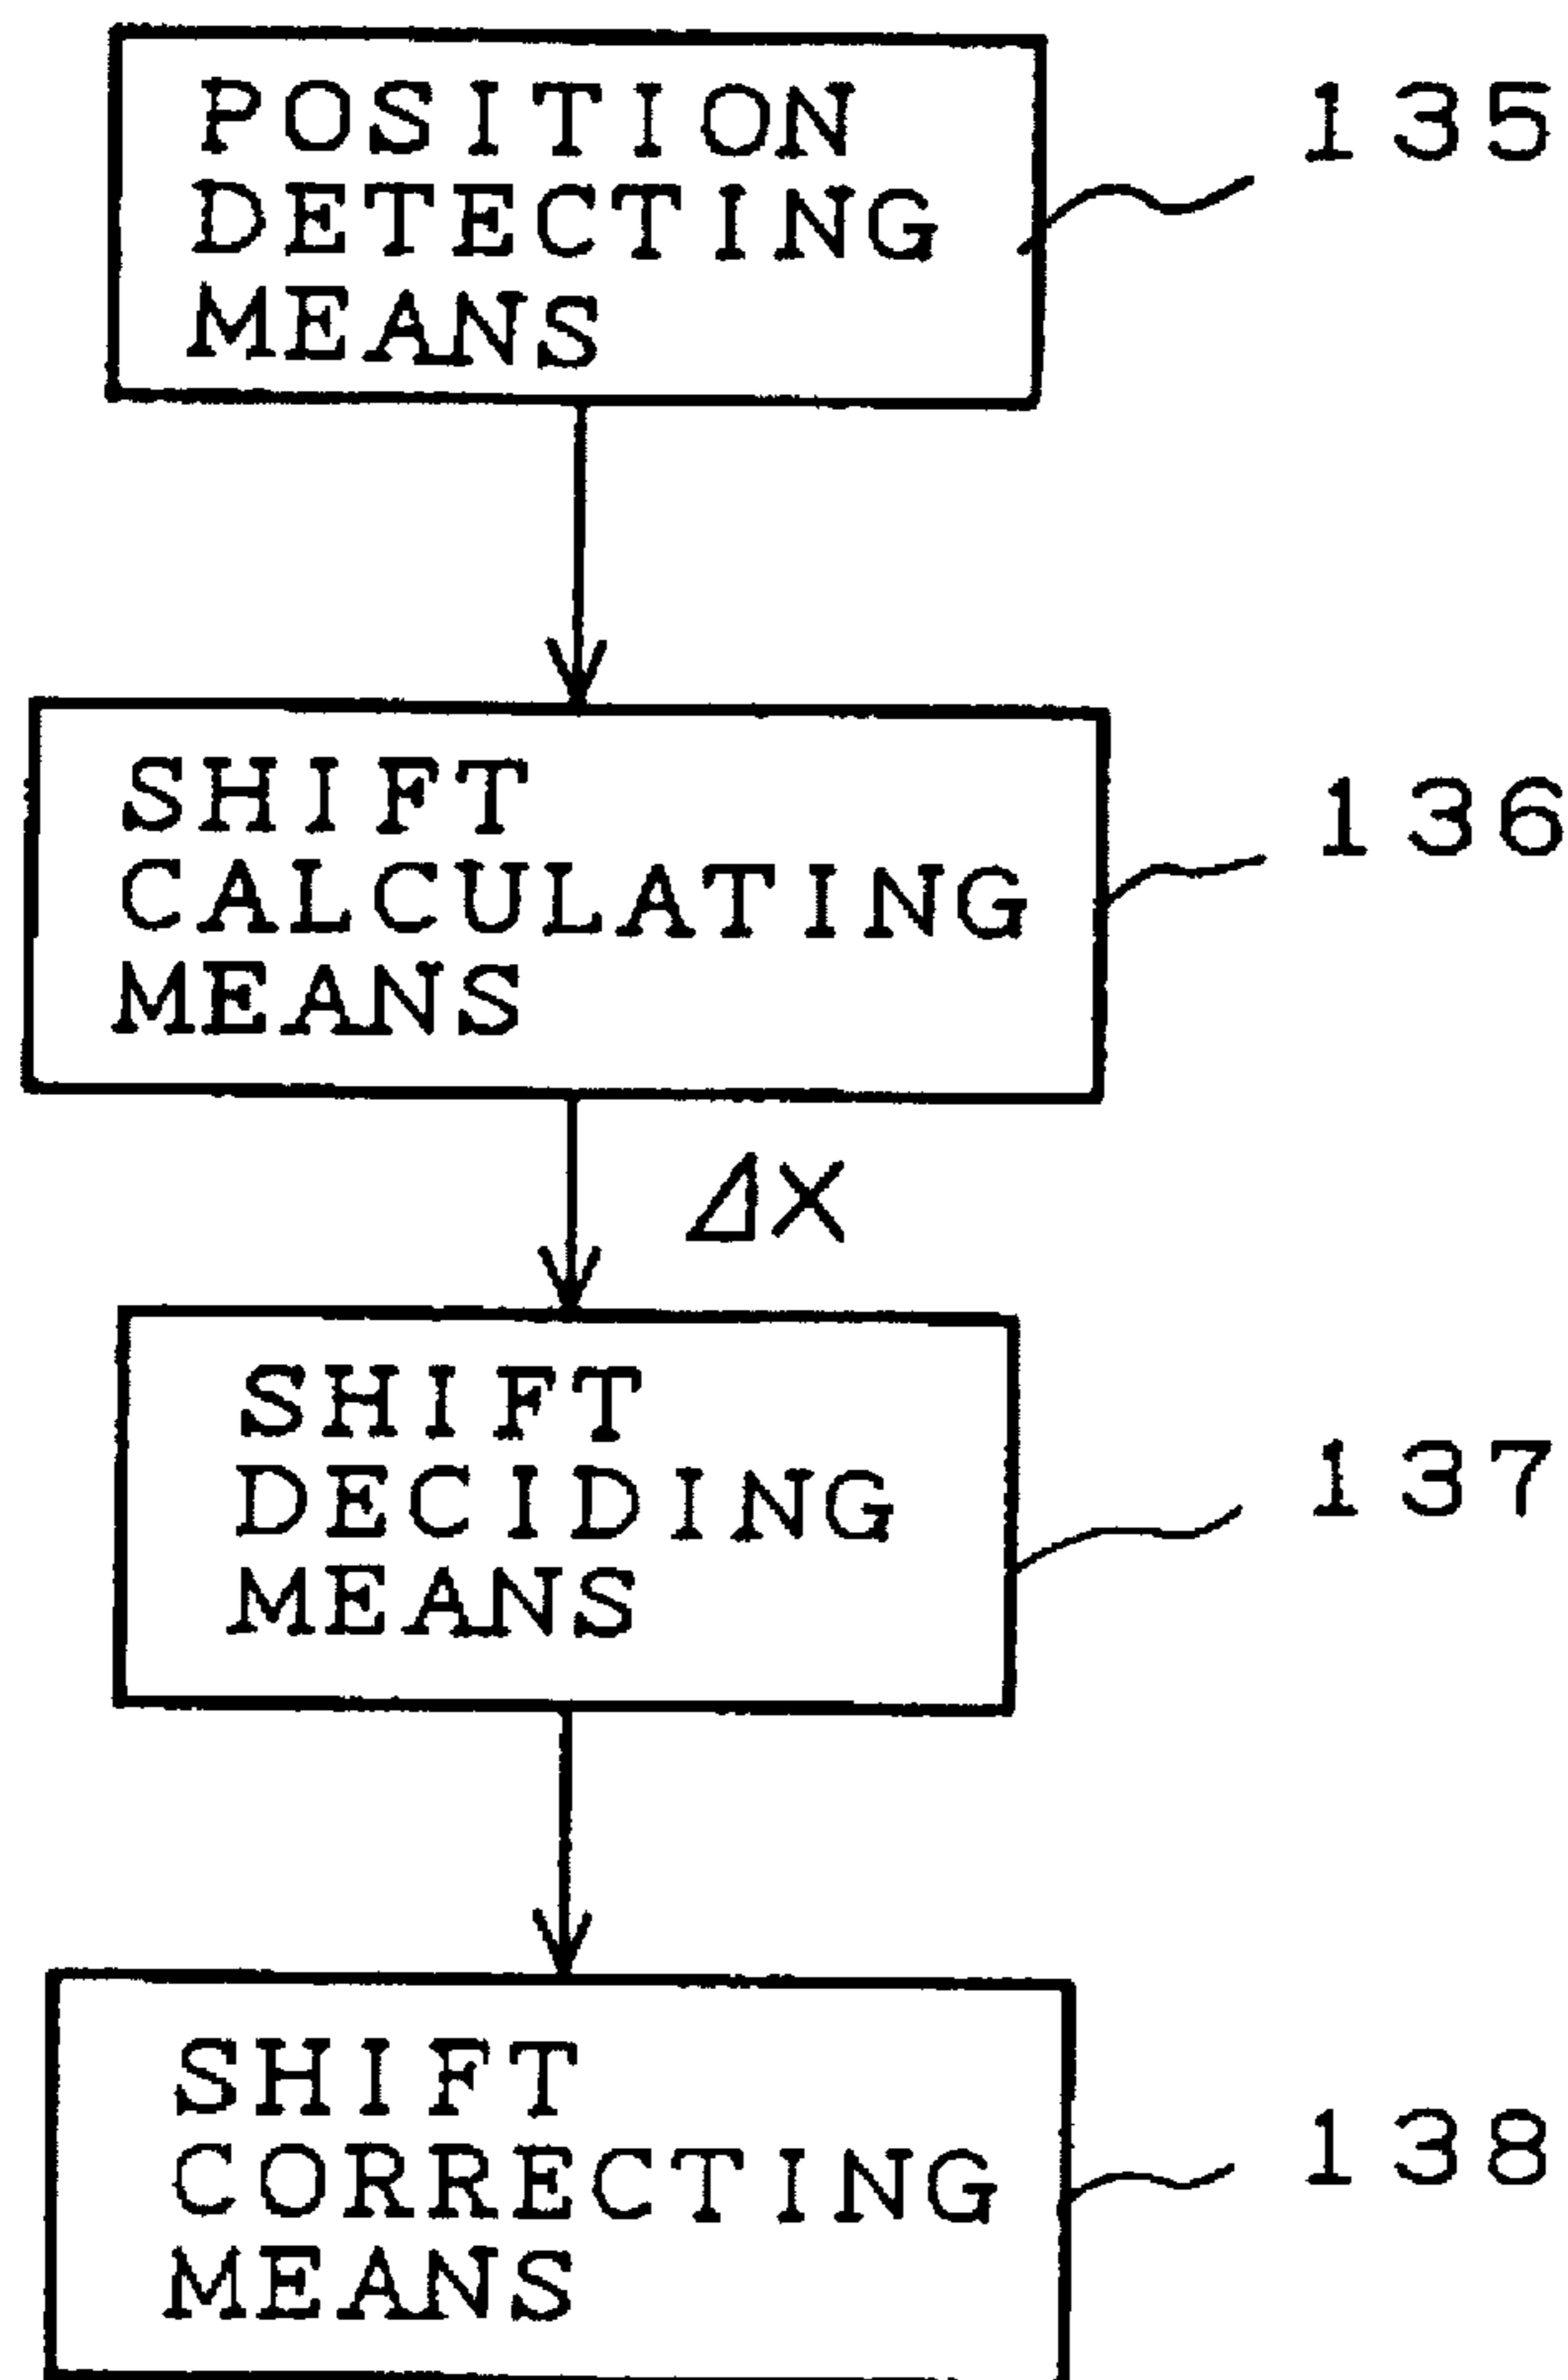 POSITION
DETECTING
MEANS
135
SHIFT
CALCULATING
MEANS
136
ΔX
SHIFT
DECIDING
MEANS
137
SHIFT
CORRECTING
MEANS
138